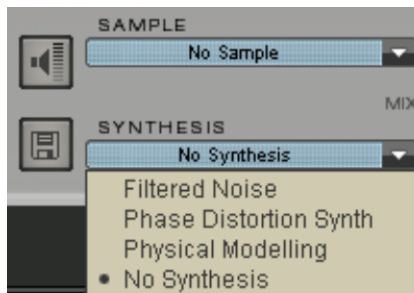 SAMPLE
No Sample
MIX
SYNTHESIS
No Synthesis
Filtered Noise
Phase Distortion Synth
Physical Modelling
• No Synthesis